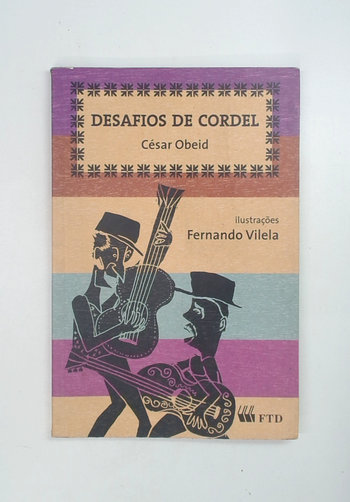 DESAFIOS DE CORDEL
César Obeid
ilustrações
Fernando Vilela
FTD